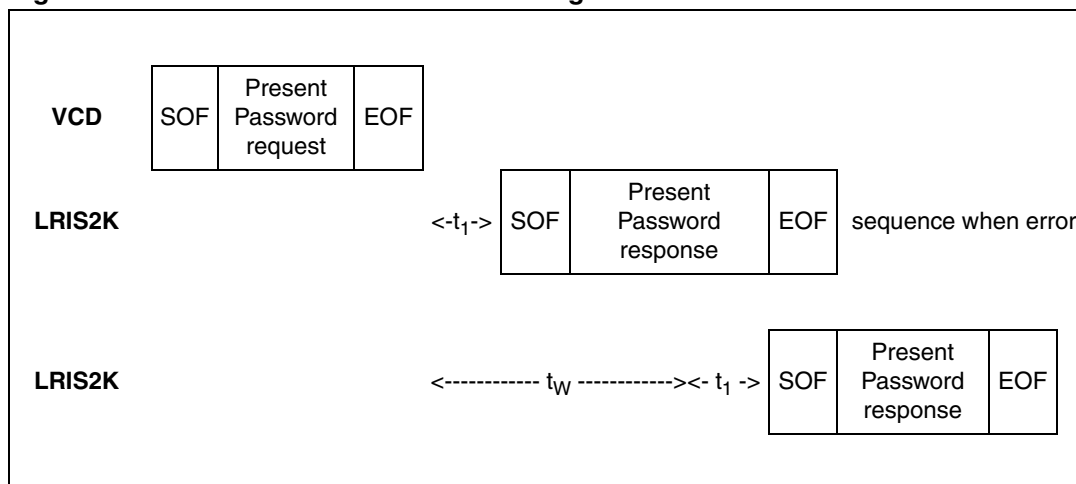 VCD
SOF
Present
Password
request
EOF
LRIS2K
<-t1->
SOF
Present
Password
response
EOF
sequence when error
LRIS2K
<------------ tW ------------><- t1 ->
SOF
Present
Password
response
EOF